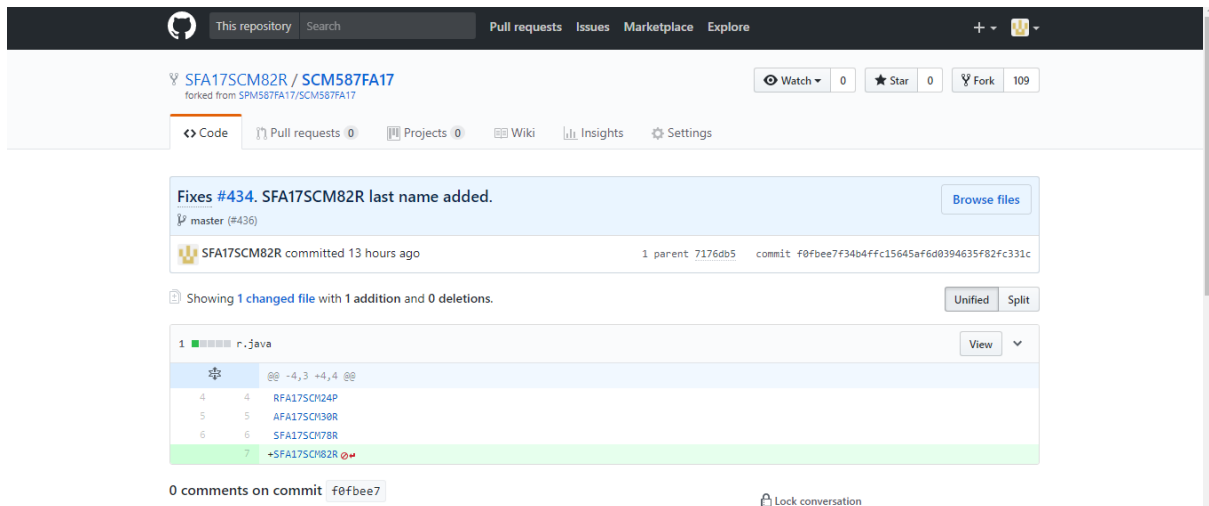 This repository Search Pull requests Issues Marketplace Explore
SFA17SCM82R / SCM587FA17 Watch 0 Star 0 Fork 109
forked from SPM587FA17/SCM587FA17
Code Pull requests 0 Projects 0 Wiki Insights Settings
Fixes #434. SFA17SCM82R last name added. Browse files
master (#436)
SFA17SCM82R committed 13 hours ago 1 parent 7176db5 commit f0fbee7f34b4ffc15645af6d0394635f82fc331c
Showing 1 changed file with 1 addition and 0 deletions. Unified Split
1 r.java View
@@ -4,3 +4,4 @@
4 4 RFA17SCM24P
5 5 AFA17SCM30R
6 6 SFA17SCM78R
7 +SFA17SCM82R
0 comments on commit f0fbee7
Lock conversation